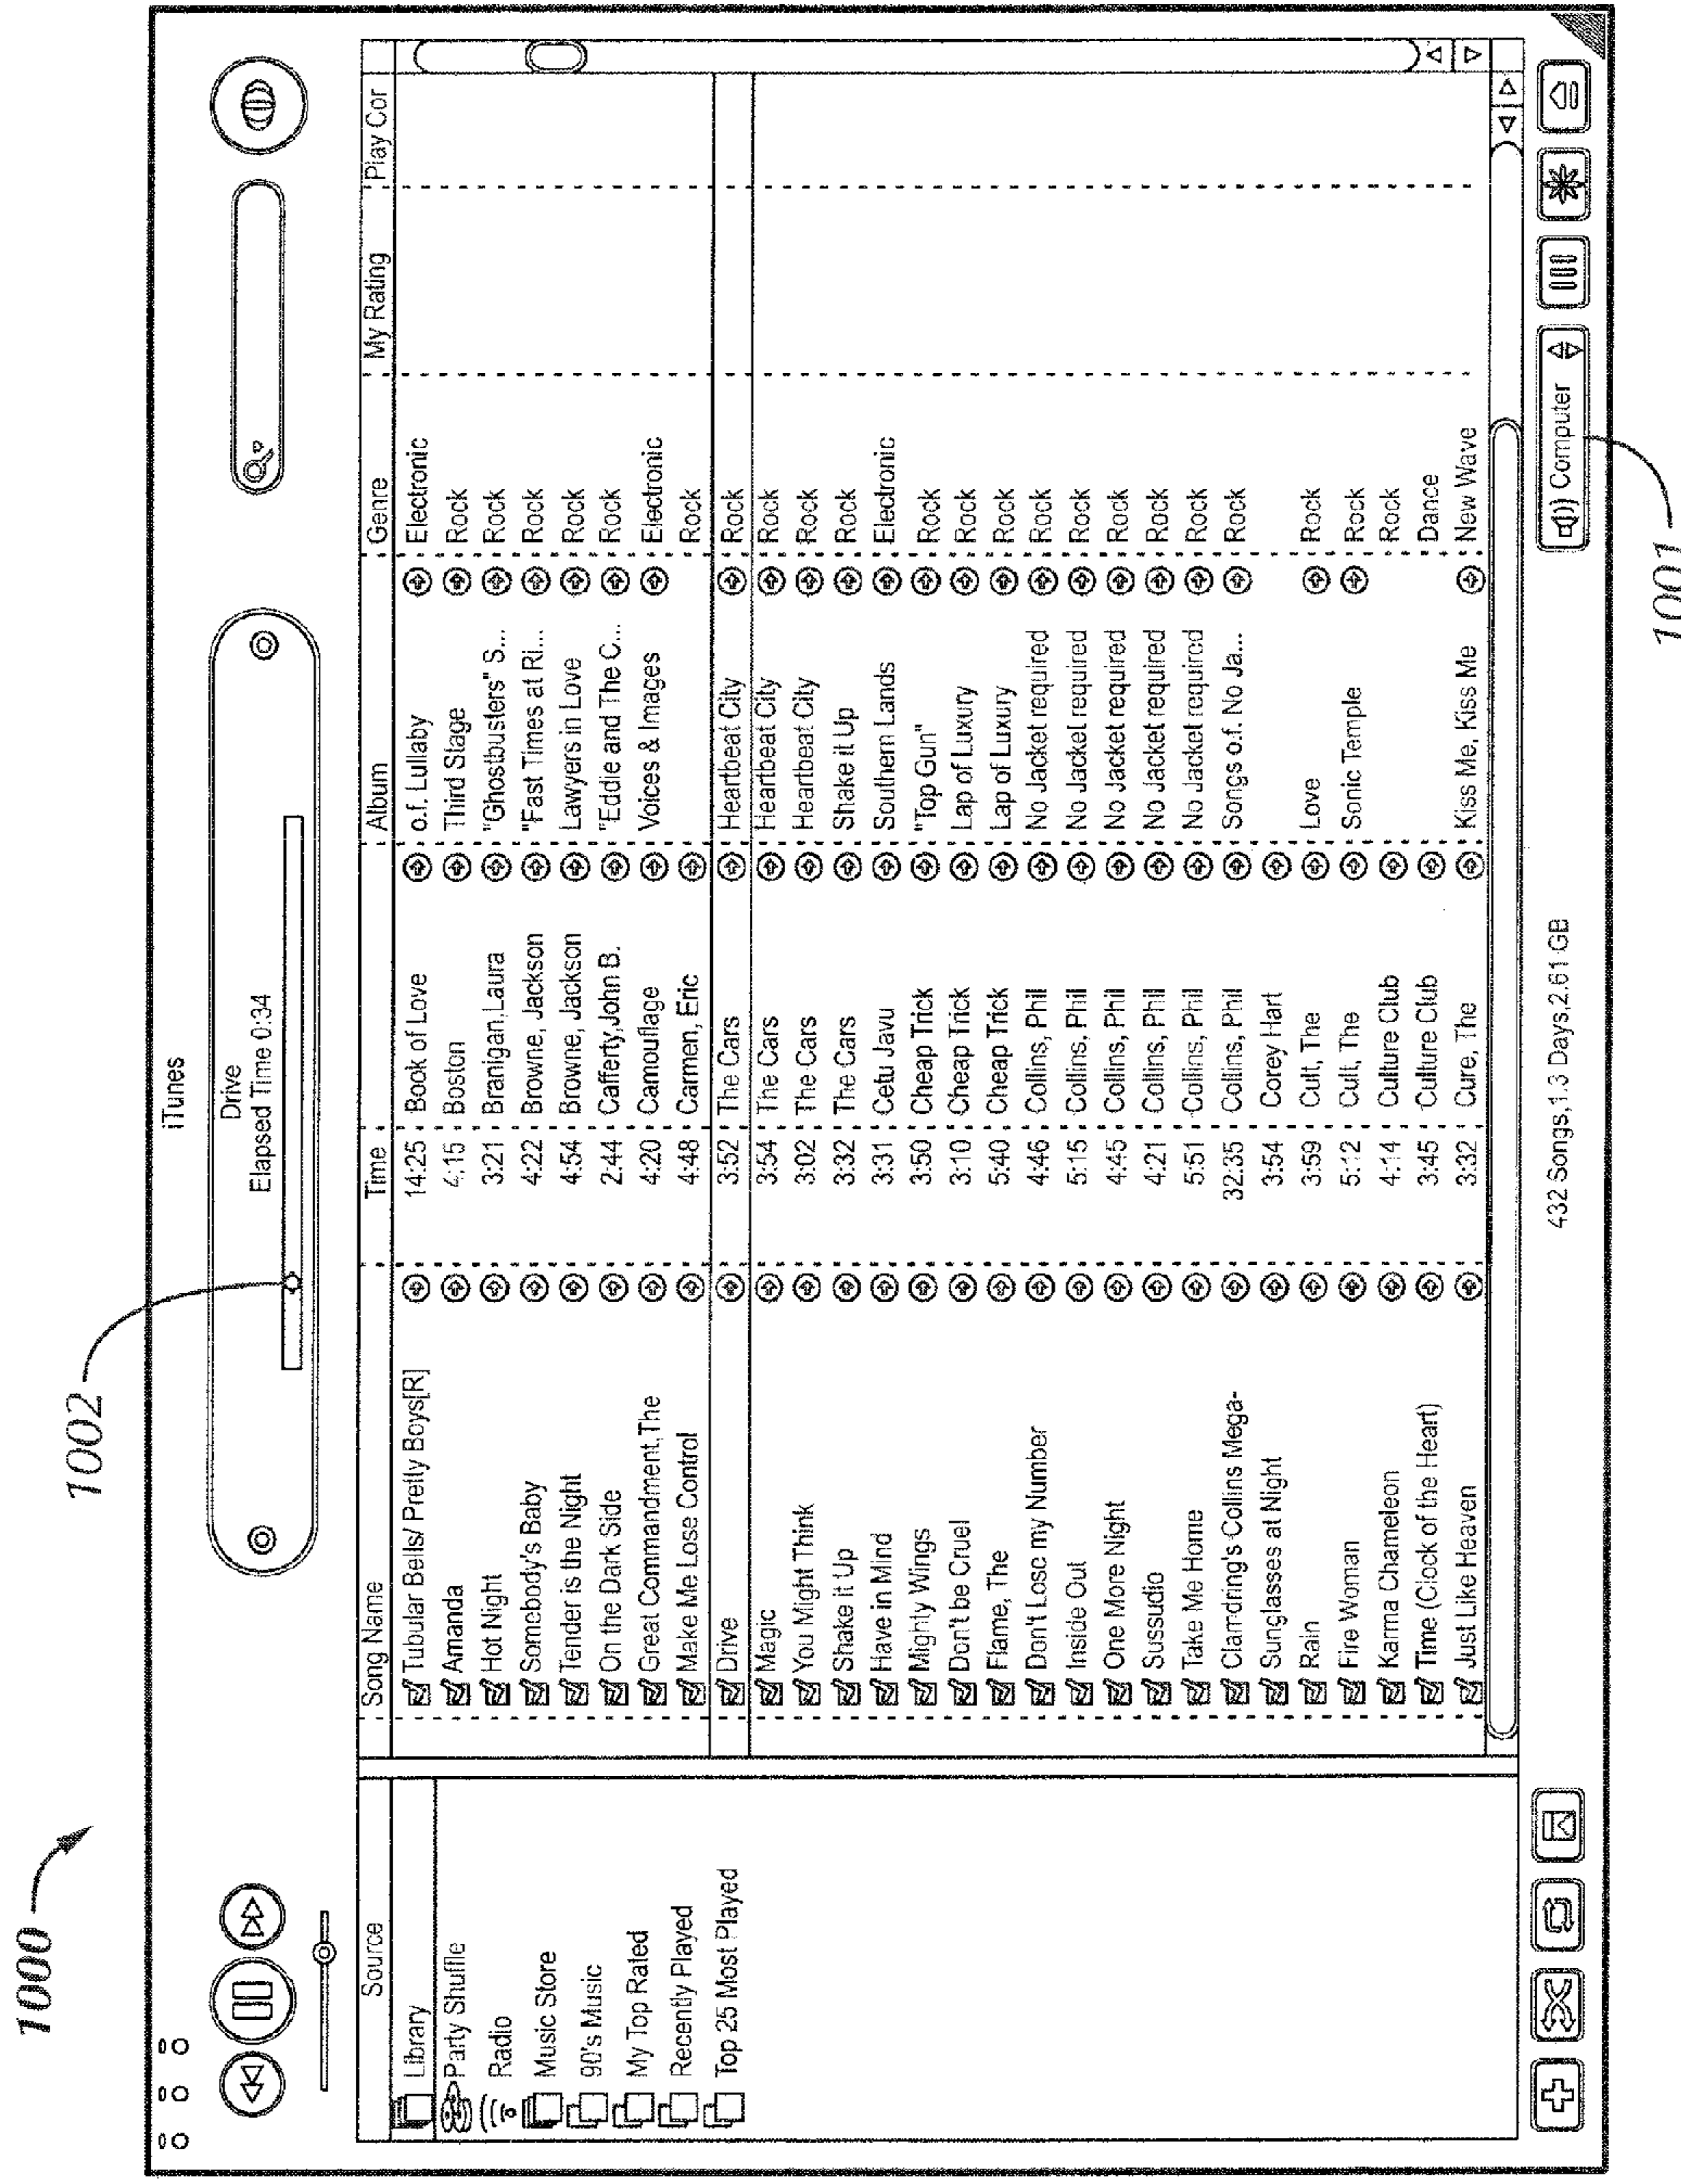 1000
1002
iTunes
Drive
Elapsed Time 0:34
Source
Library
Party Shuffle
Radio
Music Store
90's Music
My Top Rated
Recently Played
Top 25 Most Played
Song Name Time Album Genre My Rating Play Cor
Tubular Bells/ Pretty Boys[R] 14:25 Book of Love o.f. Lullaby Electronic
Amanda 4:15 Boston Third Stage Rock
Hot Night 3:21 Branigan,Laura "Ghostbusters" S... Rock
Somebody's Baby 4:22 Browne, Jackson "Fast Times at Ri... Rock
Tender is the Night 4:54 Browne, Jackson Lawyers in Love Rock
On the Dark Side 2:44 Cafferty,John B. "Eddie and The C... Rock
Great Commandment,The 4:20 Camouflage Voices & Images Electronic
Make Me Lose Control 4:48 Carmen, Eric Rock
Drive 3:52 The Cars Heartbeat City Rock
Magic 3:54 The Cars Heartbeat City Rock
You Might Think 3:02 The Cars Heartbeat City Rock
Shake it Up 3:32 The Cars Shake it Up Rock
Have in Mind 3:31 Cetu Javu Southern Lands Electronic
Mighty Wings 3:50 Cheap Trick "Top Gun" Rock
Don't be Cruel 3:10 Cheap Trick Lap of Luxury Rock
Flame, The 5:40 Cheap Trick Lap of Luxury Rock
Don't Lose my Number 4:46 Collins, Phil No Jacket required Rock
Inside Out 5:15 Collins, Phil No Jacket required Rock
One More Night 4:45 Collins, Phil No Jacket required Rock
Sussudio 4:21 Collins, Phil No Jacket required Rock
Take Me Home 5:51 Collins, Phil No Jacket required Rock
Collins Mega- 32:35 Collins, Phil Songs o.f. No Ja... Rock
Sunglasses at Night 3:54 Corey Hart
Rain 3:59 Cult, The Love Rock
Fire Woman 5:12 Cult, The Sonic Temple Rock
Karma Chameleon 4:14 Culture Club Rock
Time (Clock of the Heart) 3:45 Culture Club Dance
Just Like Heaven 3:32 Cure, The Kiss Me, Kiss Me New Wave
432 Songs,1.3 Days,2.61 GB
Computer
1001